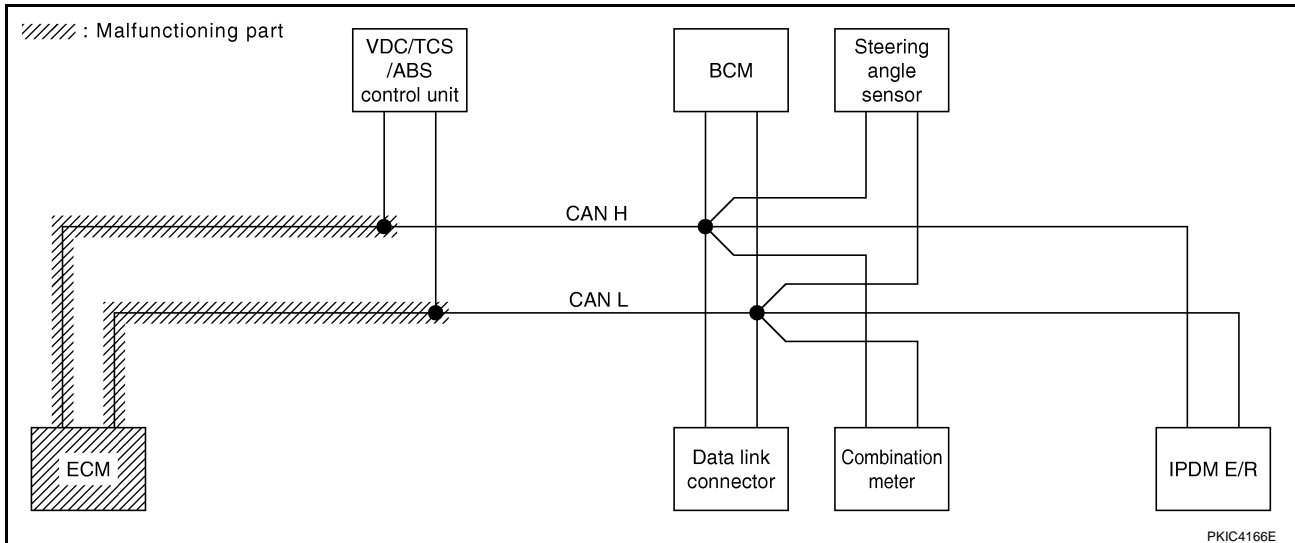 : Malfunctioning part
VDC/TCS
/ABS
control unit
BCM
Steering
angle
sensor
CAN H
CAN L
ECM
Data link
connector
Combination
meter
IPDM E/R
PKIC4166E